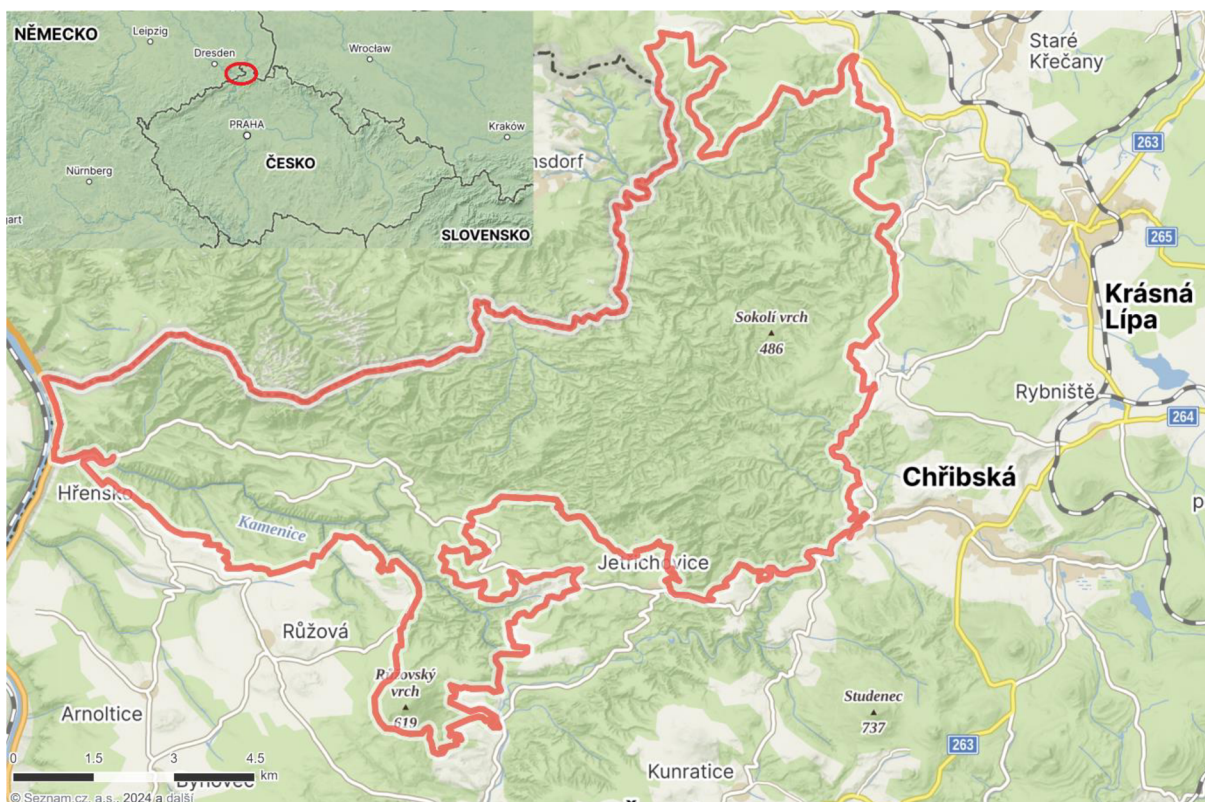 NĚMECKO
Leipzig
Dresden
Wrocław
PRAHA
Kraków
ČESKO
Nürnberg
SLOVENSKO
Staré
Křečany
263
265
Krásná
Lípa
Sokolí vrch
486
Rybniště
264
Chřibská
Hřensko
Kamenice
Jetřichovice
Růžová
Růžovský
vrch
619
Studenec
737
Arnoltice
263
Kunratice
0 1.5 3 4.5
km
© Seznam.cz, a.s., 2024 a další